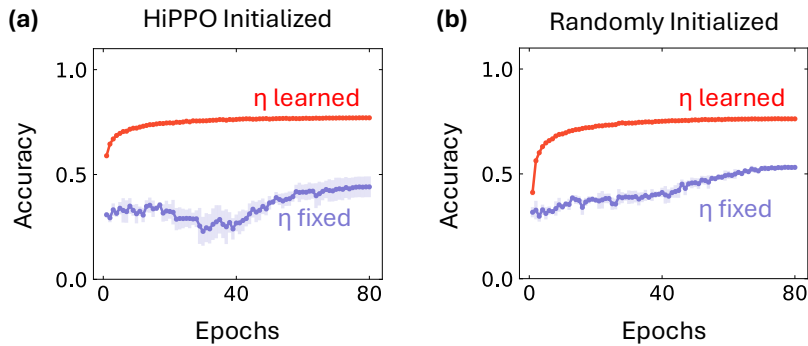 (a)
HiPPO Initialized
1.0
0.5
0.0
Accuracy
η learned
η fixed
0
40
80
Epochs
(b)
Randomly Initialized
1.0
0.5
0.0
Accuracy
η learned
η fixed
0
40
80
Epochs